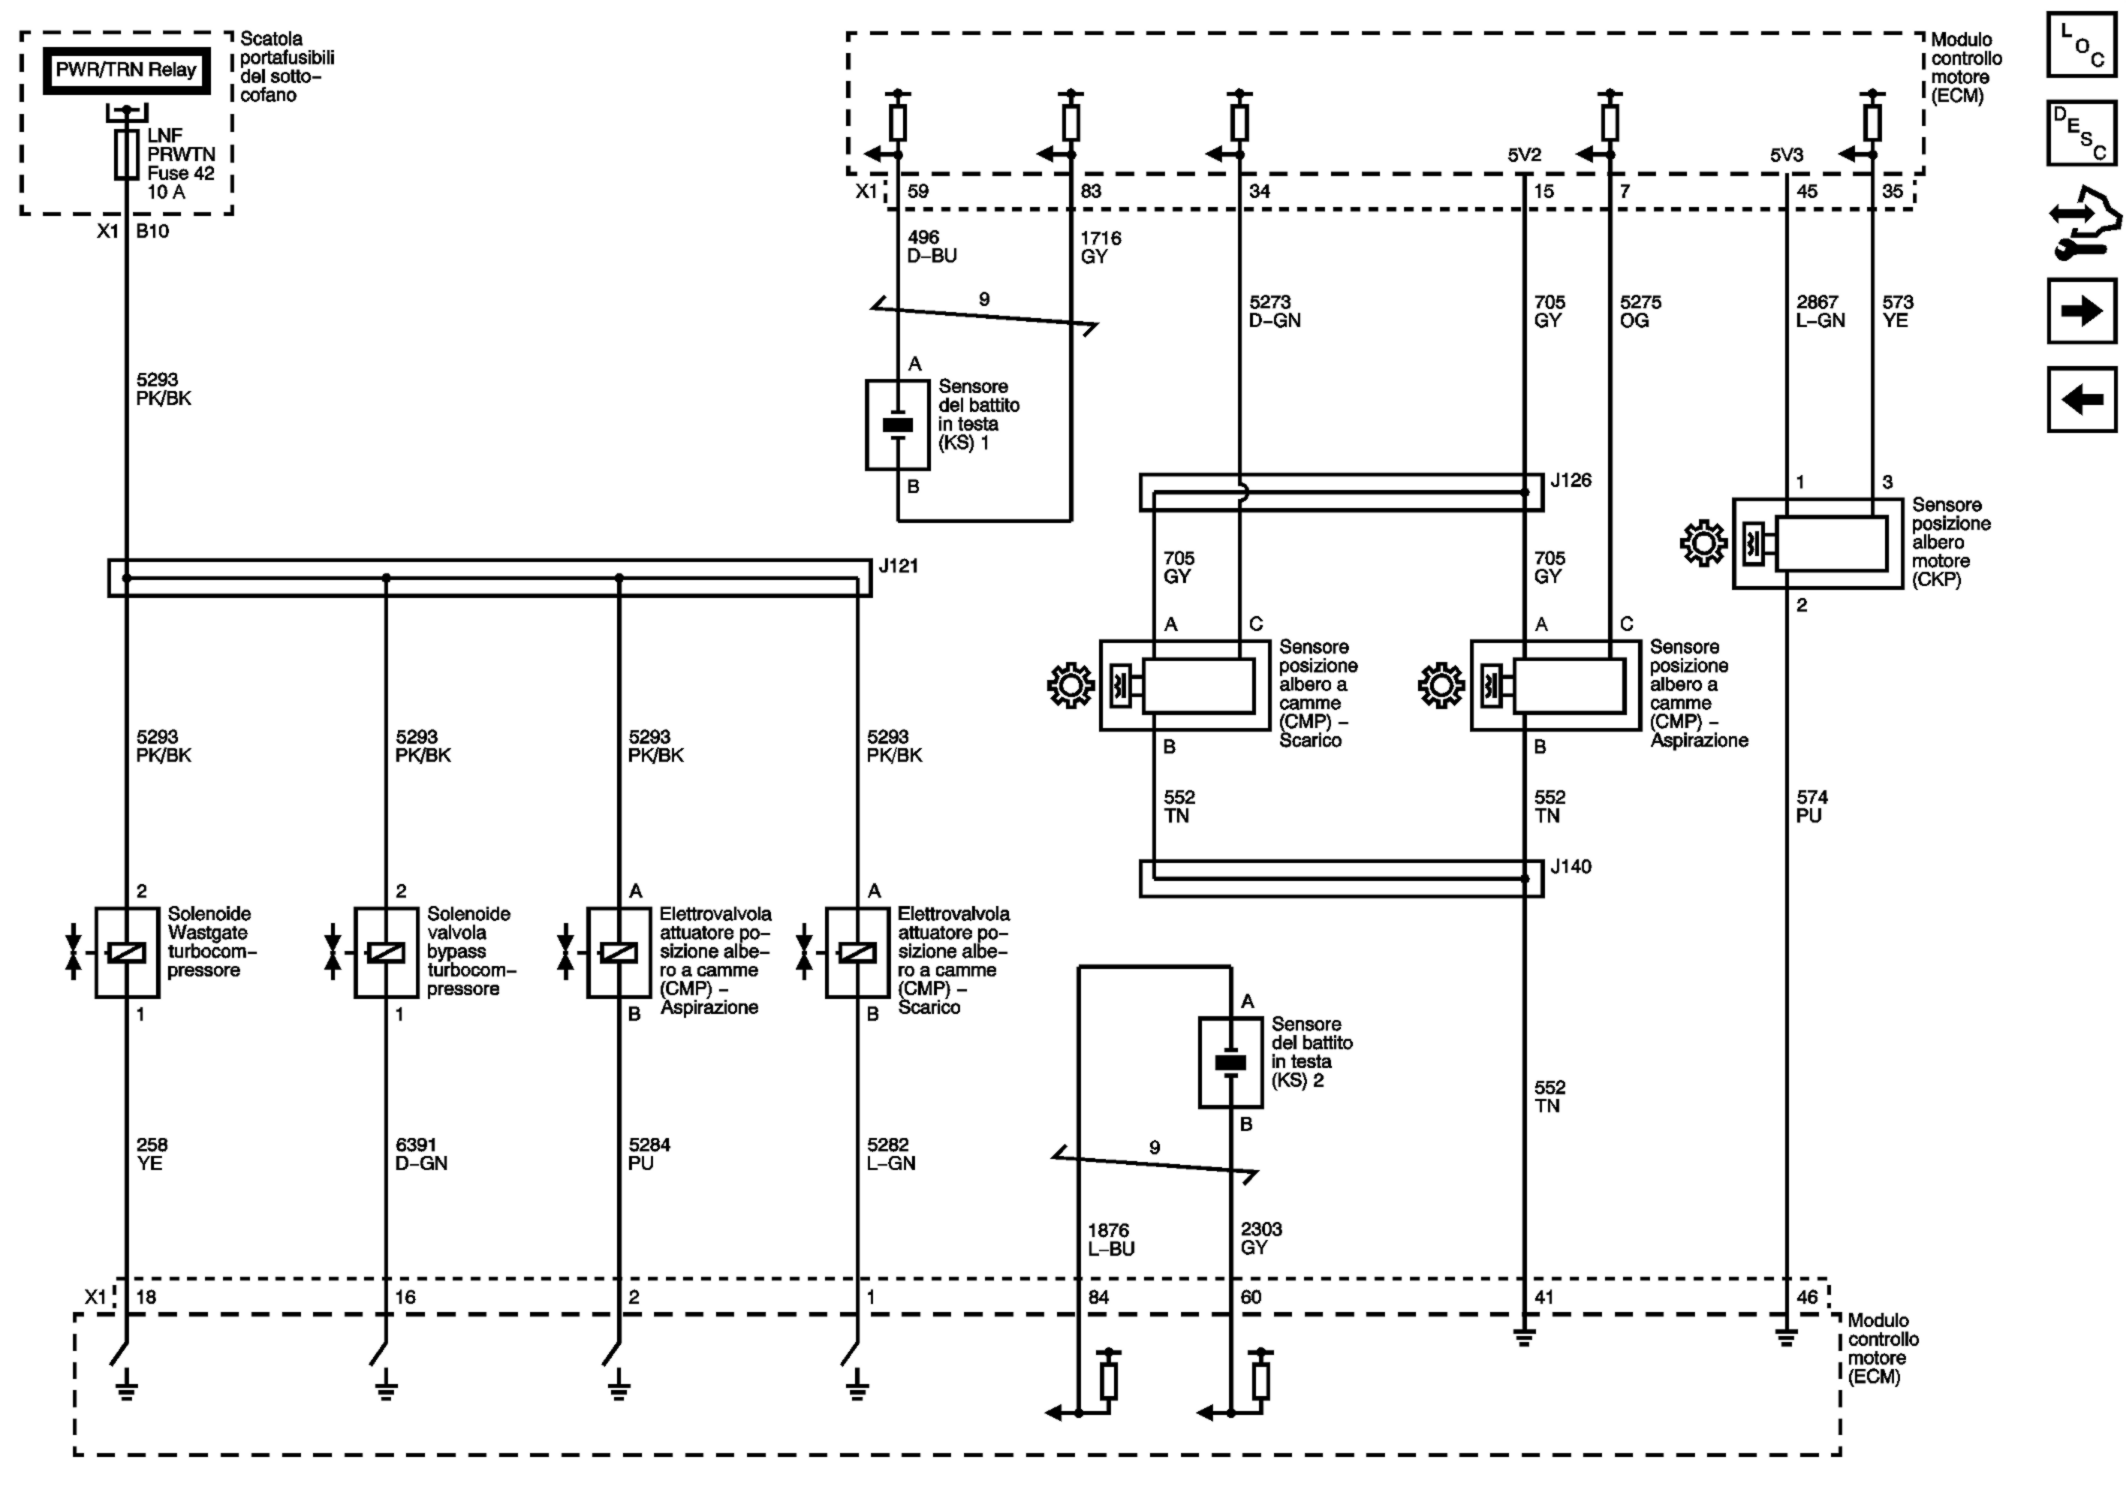 Scatola
portafusibili
del sotto–
cofano
PWR/TRN Relay
LNF
PRWTN
Fuse 42
10 A
X1 B10
5293
PK/BK
Modulo
controllo
motore
(ECM)
5V2
5V3
X1 59 83 34 15 7 45 35
496
D–BU
1716
GY
9
5273
D–GN
705
GY
5275
OG
2867
L–GN
573
YE
A
Sensore
del battito
in testa
(KS) 1
B
J126
1 3
Sensore
posizione
albero
motore
(CKP)
2
705
GY
705
GY
J121
A C
Sensore
posizione
albero a
camme
(CMP) –
Scarico
B
A C
Sensore
posizione
albero a
camme
(CMP) –
Aspirazione
B
5293
PK/BK
5293
PK/BK
5293
PK/BK
5293
PK/BK
552
TN
552
TN
574
PU
J140
2
Solenoide
Wastgate
turbocom–
pressore
1
2
Solenoide
valvola
bypass
turbocom–
pressore
1
A
Elettrovalvola
attuatore po–
sizione albe–
ro a camme
(CMP) –
Aspirazione
B
A
Elettrovalvola
attuatore po–
sizione albe–
ro a camme
(CMP) –
Scarico
B
A
Sensore
del battito
in testa
(KS) 2
B
552
TN
258
YE
6391
D–GN
5284
PU
5282
L–GN
9
1876
L–BU
2303
GY
X1 18 16 2 1 84 60 41 46
Modulo
controllo
motore
(ECM)
LOC
DESC